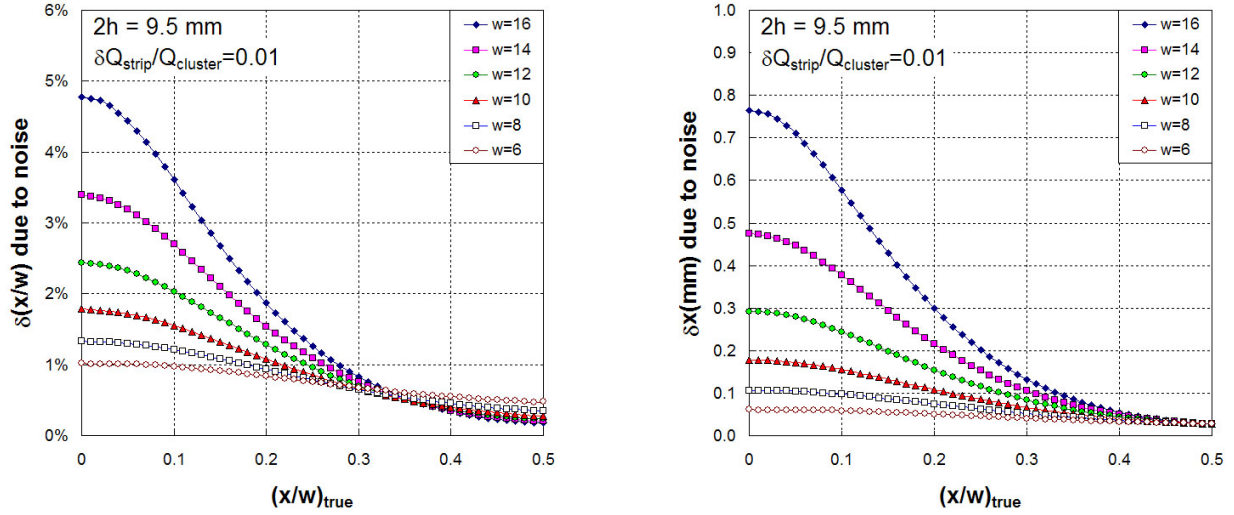 2h = 9.5 mm
δQstrip/Qcluster=0.01
w=16
w=14
w=12
w=10
w=8
w=6
δ(x/w) due to noise
6%
5%
4%
3%
2%
1%
0%
0
0.1
0.2
0.3
0.4
0.5
(x/w)true
2h = 9.5 mm
δQstrip/Qcluster=0.01
w=16
w=14
w=12
w=10
w=8
w=6
δx(mm) due to noise
1.0
0.9
0.8
0.7
0.6
0.5
0.4
0.3
0.2
0.1
0.0
0
0.1
0.2
0.3
0.4
0.5
(x/w)true